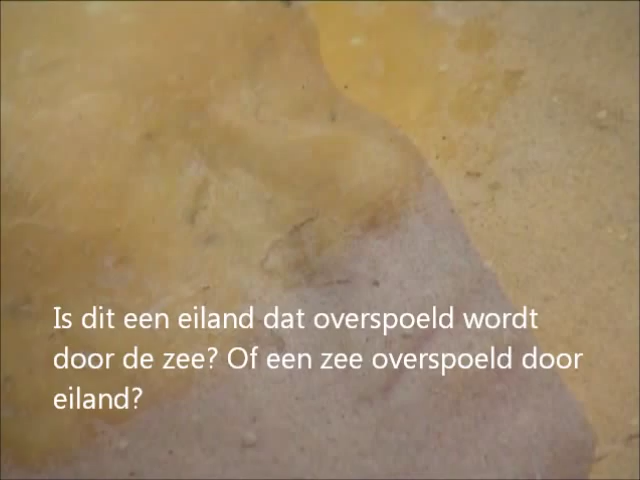 Is dit een eiland dat overspoeld wordt
door de zee? Of een zee overspoeld door
eiland?